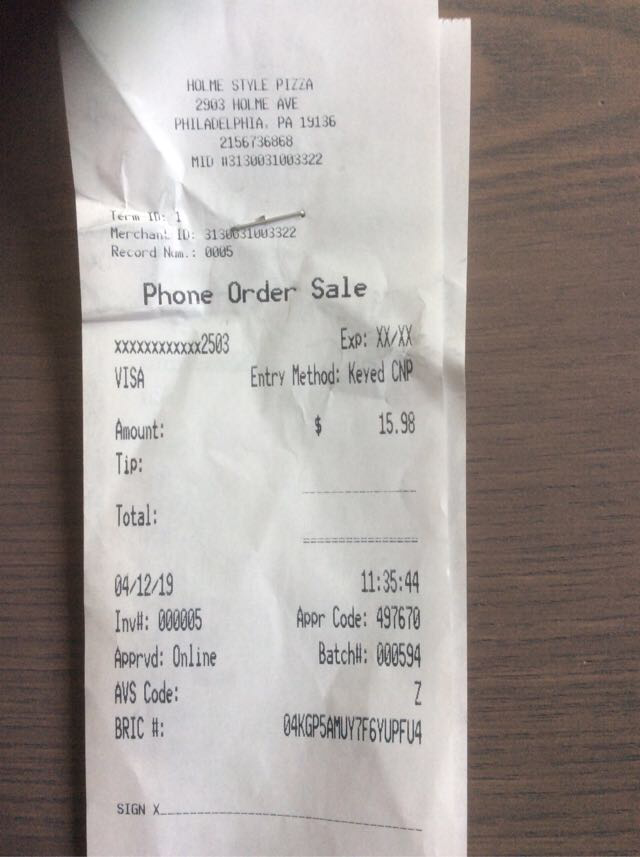 HOLME STYLE PIZZA
2903 HOLME AVE
PHILADELPHIA, PA 19136
2156736868
MID #3130031003322
Term ID: 1
Merchant ID: 3130031003322
Record Num.: 0005
Phone Order Sale
xxxxxxxxxxxx2503 Exp: XX/XX
VISA Entry Method: Keyed CNP
Amount: $ 15.98
Tip:
Total:
04/12/19 11:35:44
Inv#: 000005 Appr Code: 497670
Apprvd: Online Batch#: 000594
AVS Code: Z
BRIC #: 04KGP5AMUY7F6YUPFU4
SIGN X